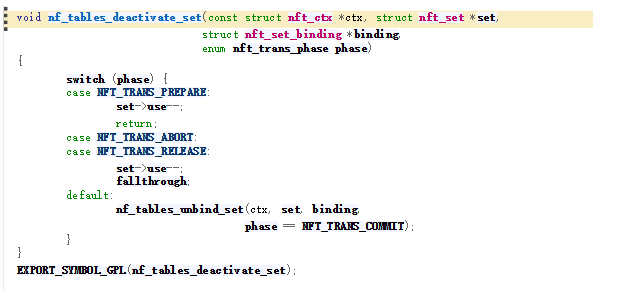 void nf_tables_deactivate_set(const struct nft_ctx *ctx, struct nft_set *set,
struct nft_set_binding *binding,
enum nft_trans_phase phase)
{
switch (phase) {
case NFT_TRANS_PREPARE:
set->use--;
return;
case NFT_TRANS_ABORT:
case NFT_TRANS_RELEASE:
set->use--;
fallthrough;
default:
nf_tables_unbind_set(ctx, set, binding,
phase == NFT_TRANS_COMMIT);
}
}
EXPORT_SYMBOL_GPL(nf_tables_deactivate_set);